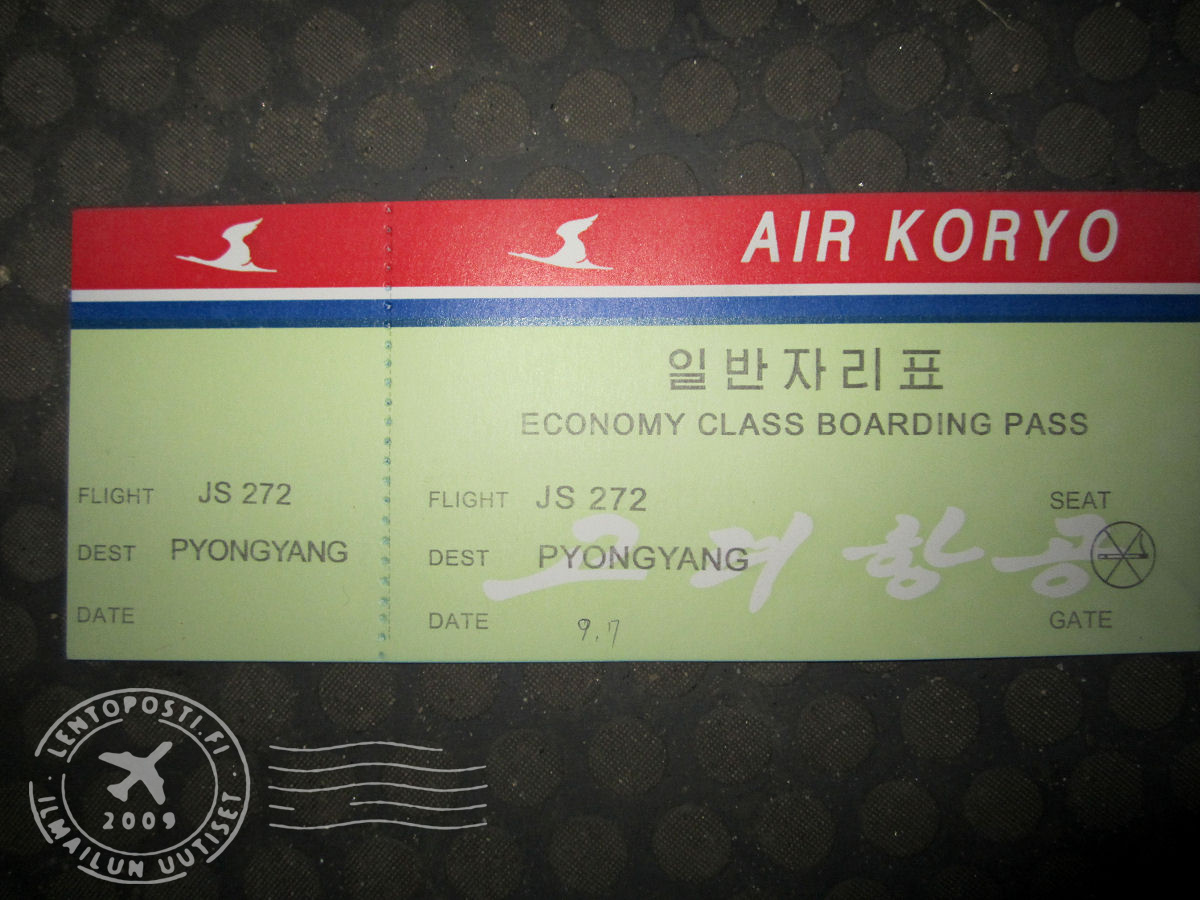 AIR KORYO
일반자리표
ECONOMY CLASS BOARDING PASS
FLIGHT JS 272
DEST PYONGYANG
DATE
FLIGHT JS 272
SEAT
DEST PYONGYANG
고려항공
DATE 9.7
GATE
LENTOPOSTI.FI
2009
ILMAILUN UUTISET